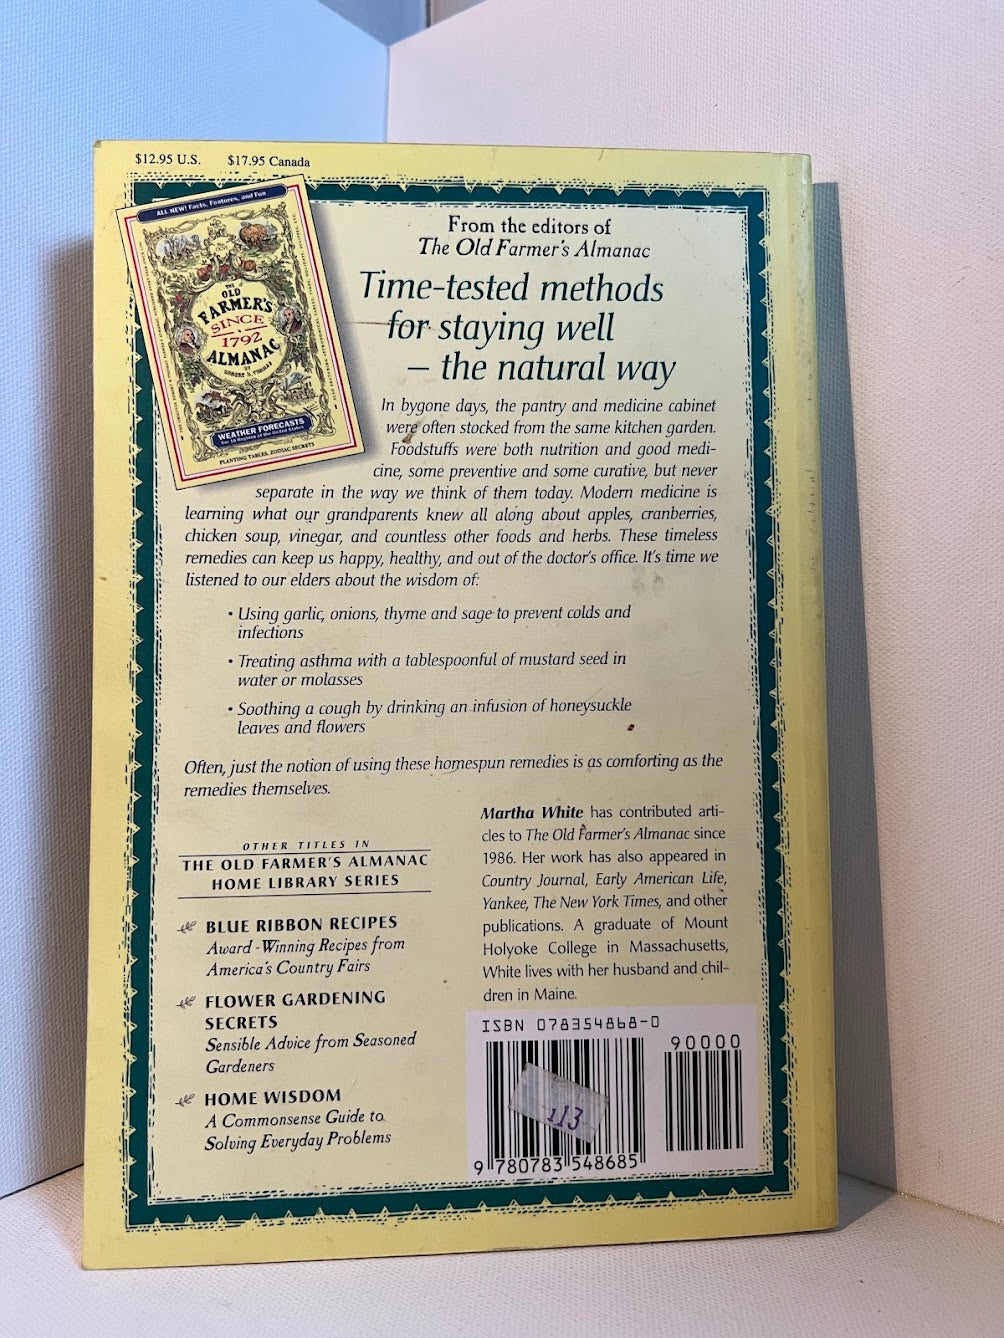 $12.95 U.S. $17.95 Canada
ALL NEW! Facts, Features, and Fun
THE
OLD
FARMER'S
SINCE
1792
ALMANAC
BY
ROBERT B. THOMAS
WEATHER FORECASTS
for 16 Regions of the United States
PLANTING TABLES, ZODIAC SECRETS
From the editors of
The Old Farmer's Almanac
Time-tested methods
for staying well
– the natural way
In bygone days, the pantry and medicine cabinet
were often stocked from the same kitchen garden.
Foodstuffs were both nutrition and good medi-
cine, some preventive and some curative, but never
separate in the way we think of them today. Modern medicine is
learning what our grandparents knew all along about apples, cranberries,
chicken soup, vinegar, and countless other foods and herbs. These timeless
remedies can keep us happy, healthy, and out of the doctor's office. It's time we
listened to our elders about the wisdom of:
• Using garlic, onions, thyme and sage to prevent colds and
infections
• Treating asthma with a tablespoonful of mustard seed in
water or molasses
• Soothing a cough by drinking an infusion of honeysuckle
leaves and flowers
Often, just the notion of using these homespun remedies is as comforting as the
remedies themselves.
OTHER TITLES IN
THE OLD FARMER'S ALMANAC
HOME LIBRARY SERIES
BLUE RIBBON RECIPES
Award-Winning Recipes from
America's Country Fairs
FLOWER GARDENING
SECRETS
Sensible Advice from Seasoned
Gardeners
HOME WISDOM
A Commonsense Guide to
Solving Everyday Problems
Martha White has contributed arti-
cles to The Old Farmer's Almanac since
1986. Her work has also appeared in
Country Journal, Early American Life,
Yankee, The New York Times, and other
publications. A graduate of Mount
Holyoke College in Massachusetts,
White lives with her husband and chil-
dren in Maine.
ISBN 078354868-0
90000
113
9 780783 548685